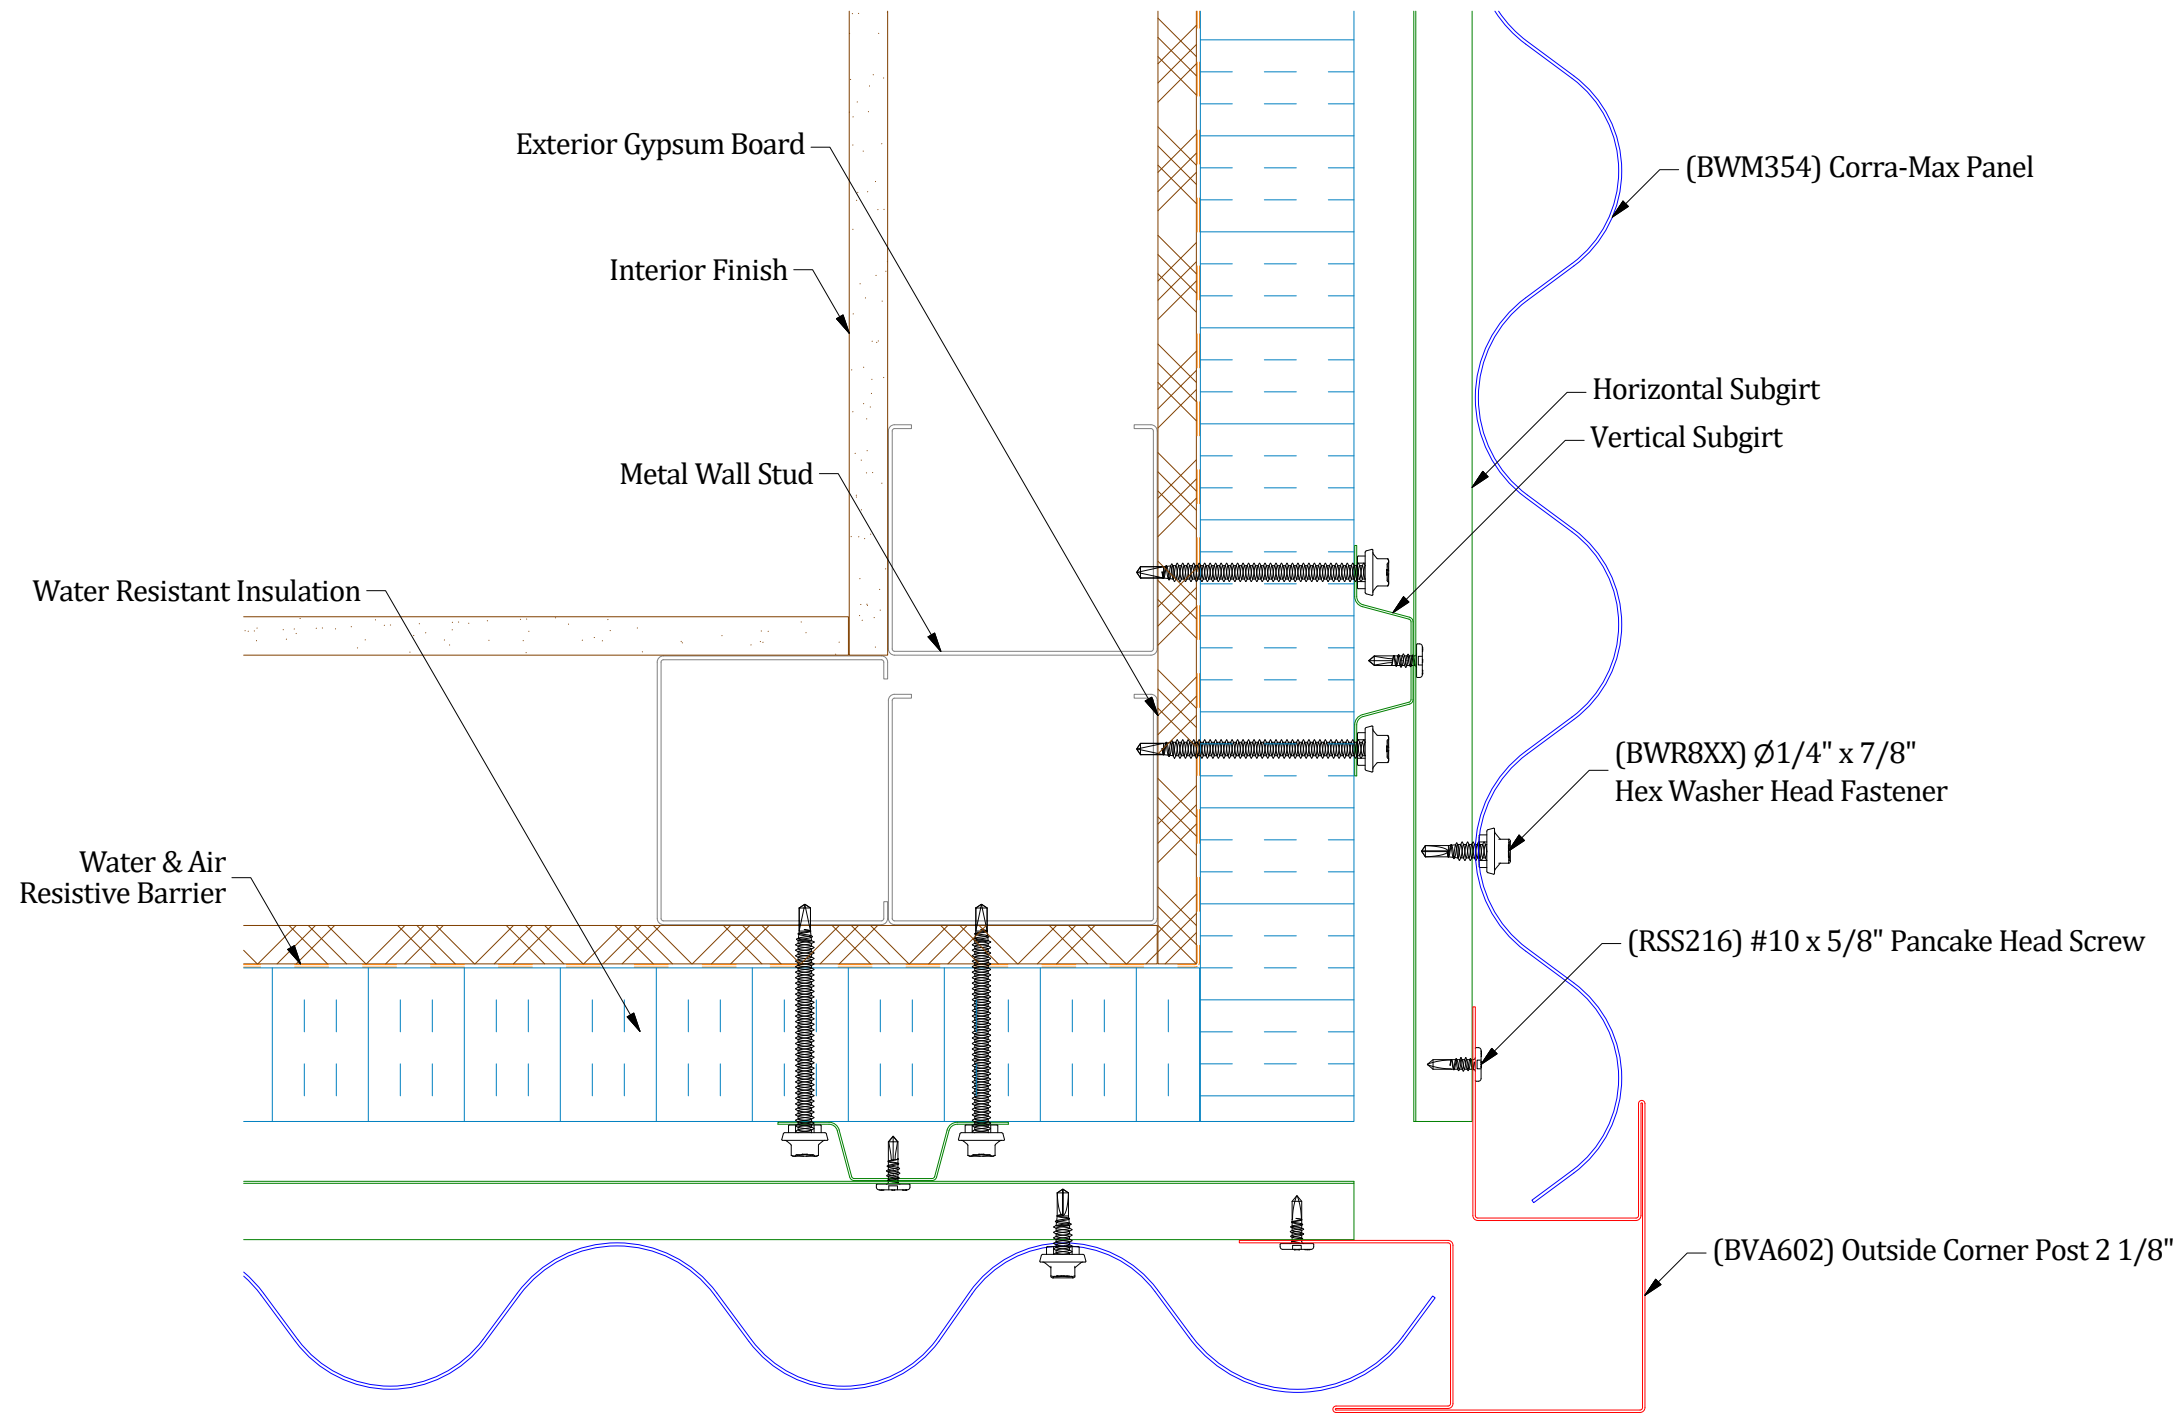 Exterior Gypsum Board
(BWM354) Corra-Max Panel
Interior Finish
Horizontal Subgirt
Vertical Subgirt
Metal Wall Stud
Water Resistant Insulation
(BWR8XX) Ø1/4" x 7/8"
Hex Washer Head Fastener
Water & Air
Resistive Barrier
(RSS216) #10 x 5/8" Pancake Head Screw
(BVA602) Outside Corner Post 2 1/8"